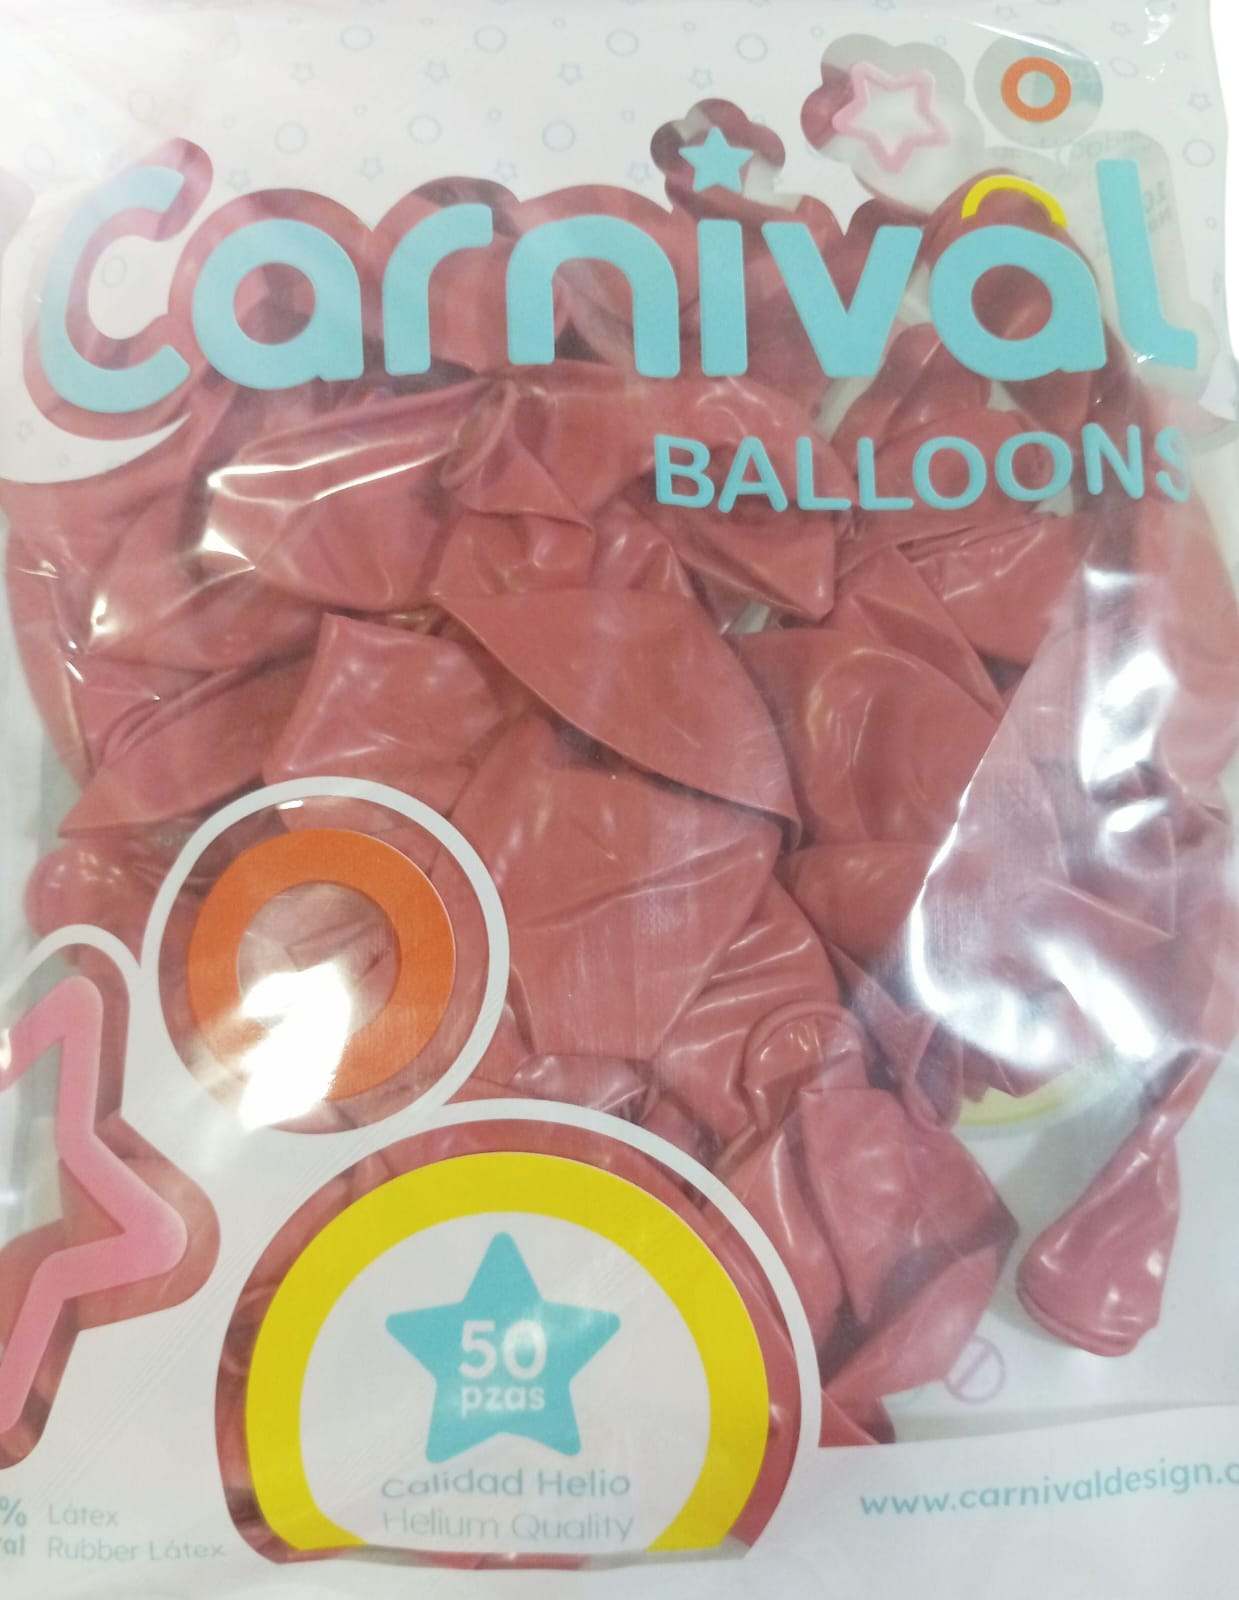 Carnival
BALLOONS
50
pzas
Calidad Helio
Helium Quality
% Látex
Rubber Látex
www.carnivaldesign.c